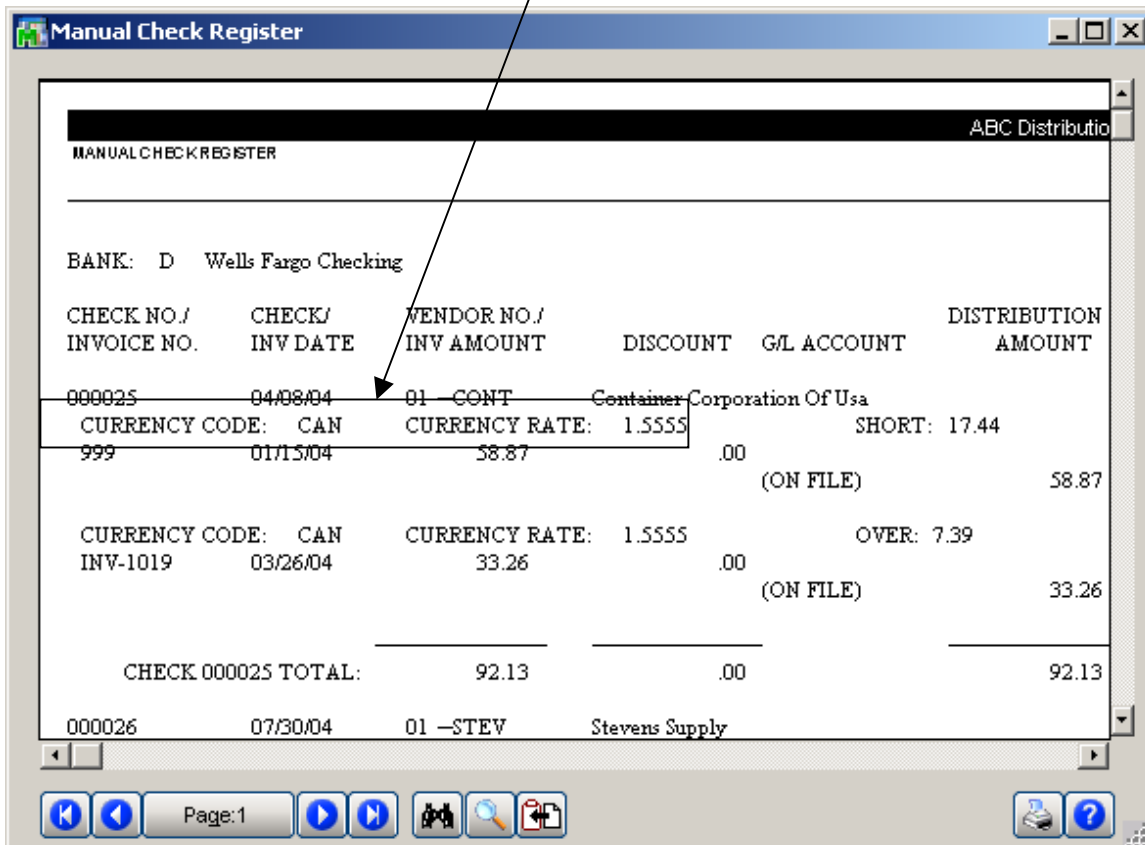 Manual Check Register
ABC Distributio
MANUAL CHECK REGISTER
BANK: D Wells Fargo Checking
CHECK NO./ CHECK/ VENDOR NO./ DISTRIBUTION
INVOICE NO. INV DATE INV AMOUNT DISCOUNT G/L ACCOUNT AMOUNT
000025 04/08/04 01 -CONT Container Corporation Of Usa
CURRENCY CODE: CAN CURRENCY RATE: 1.5555 SHORT: 17.44
999 01/15/04 58.87 .00
(ON FILE) 58.87
CURRENCY CODE: CAN CURRENCY RATE: 1.5555 OVER: 7.39
INV-1019 03/26/04 33.26 .00
(ON FILE) 33.26
CHECK 000025 TOTAL: 92.13 .00 92.13
000026 07/30/04 01 -STEV Stevens Supply
Page:1